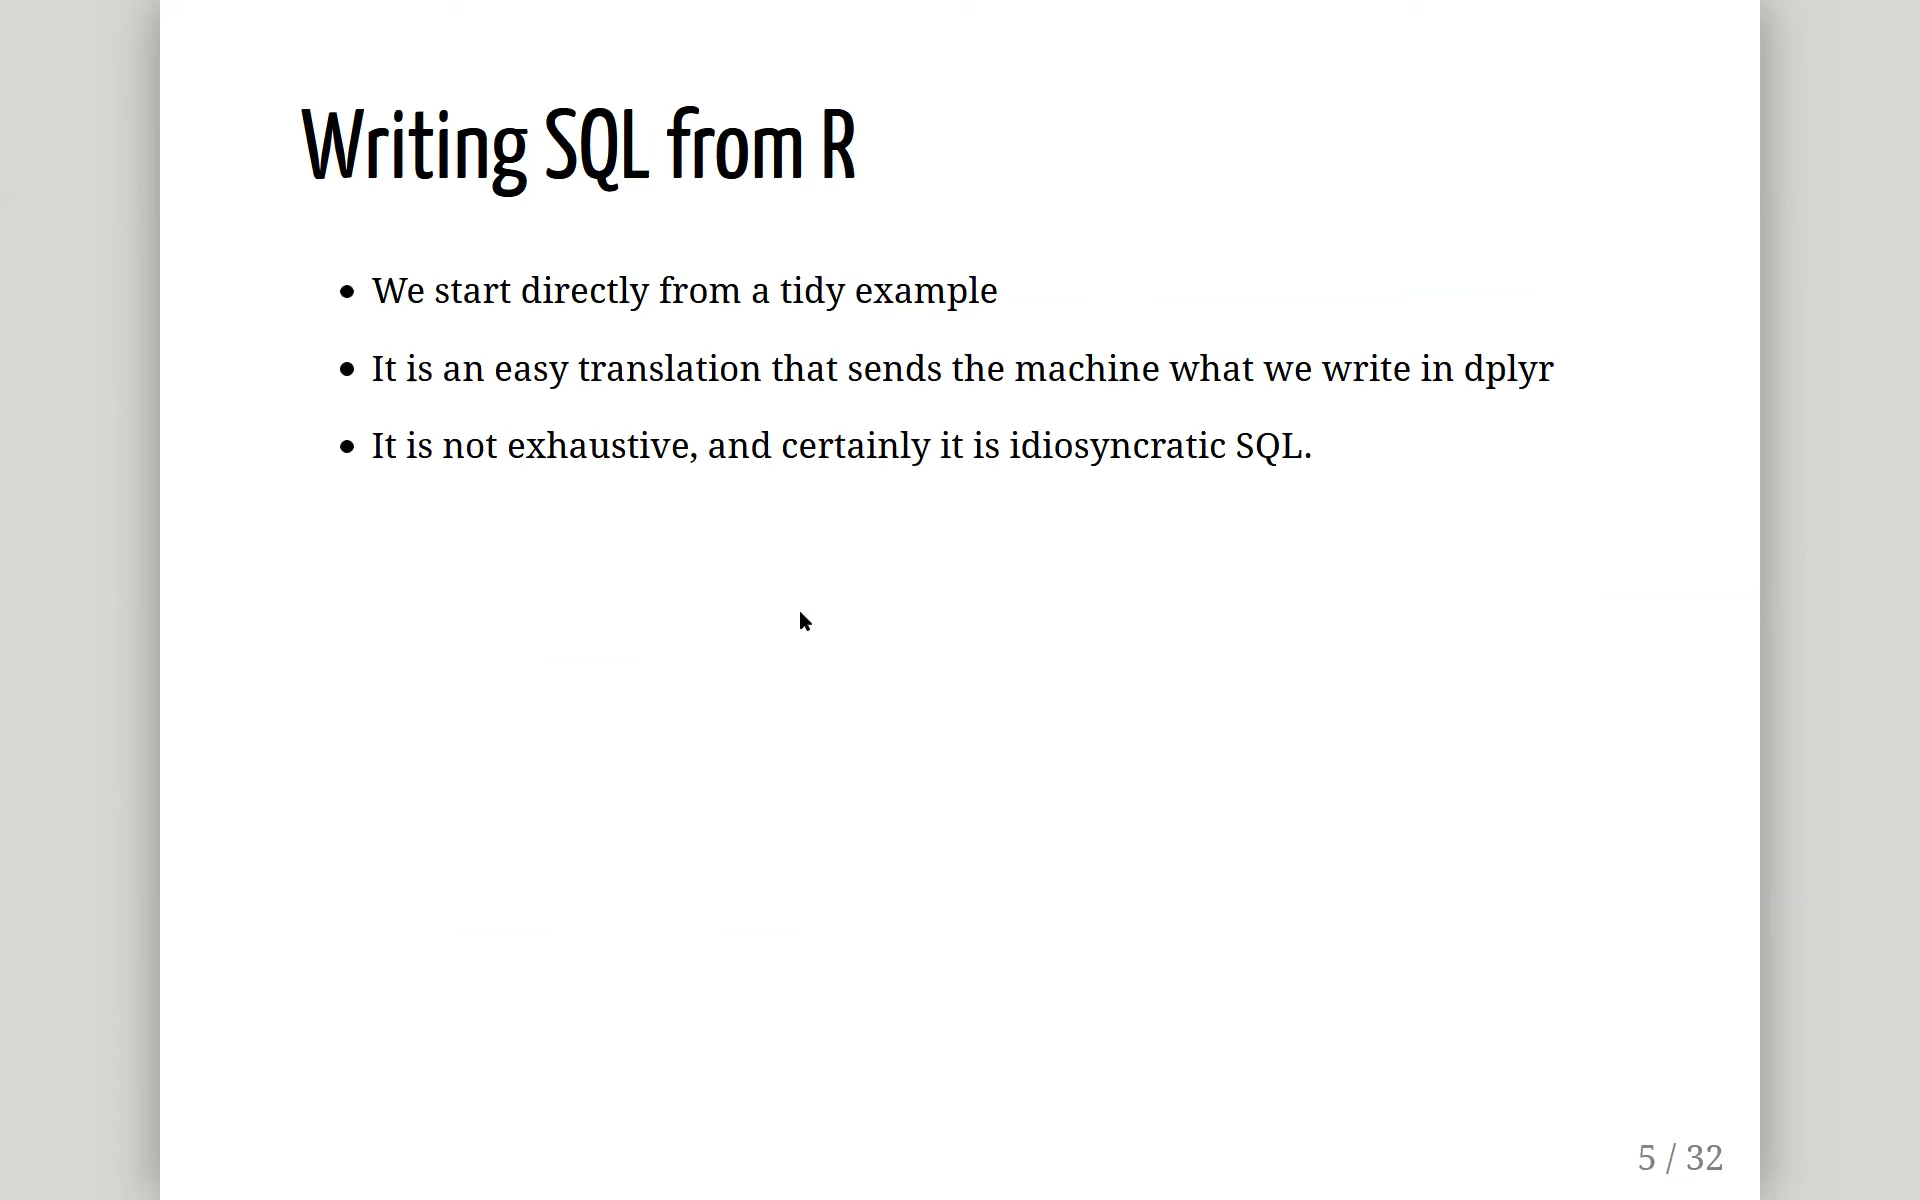 Writing SQL from R
• We start directly from a tidy example
• It is an easy translation that sends the machine what we write in dplyr
• It is not exhaustive, and certainly it is idiosyncratic SQL.
5 / 32